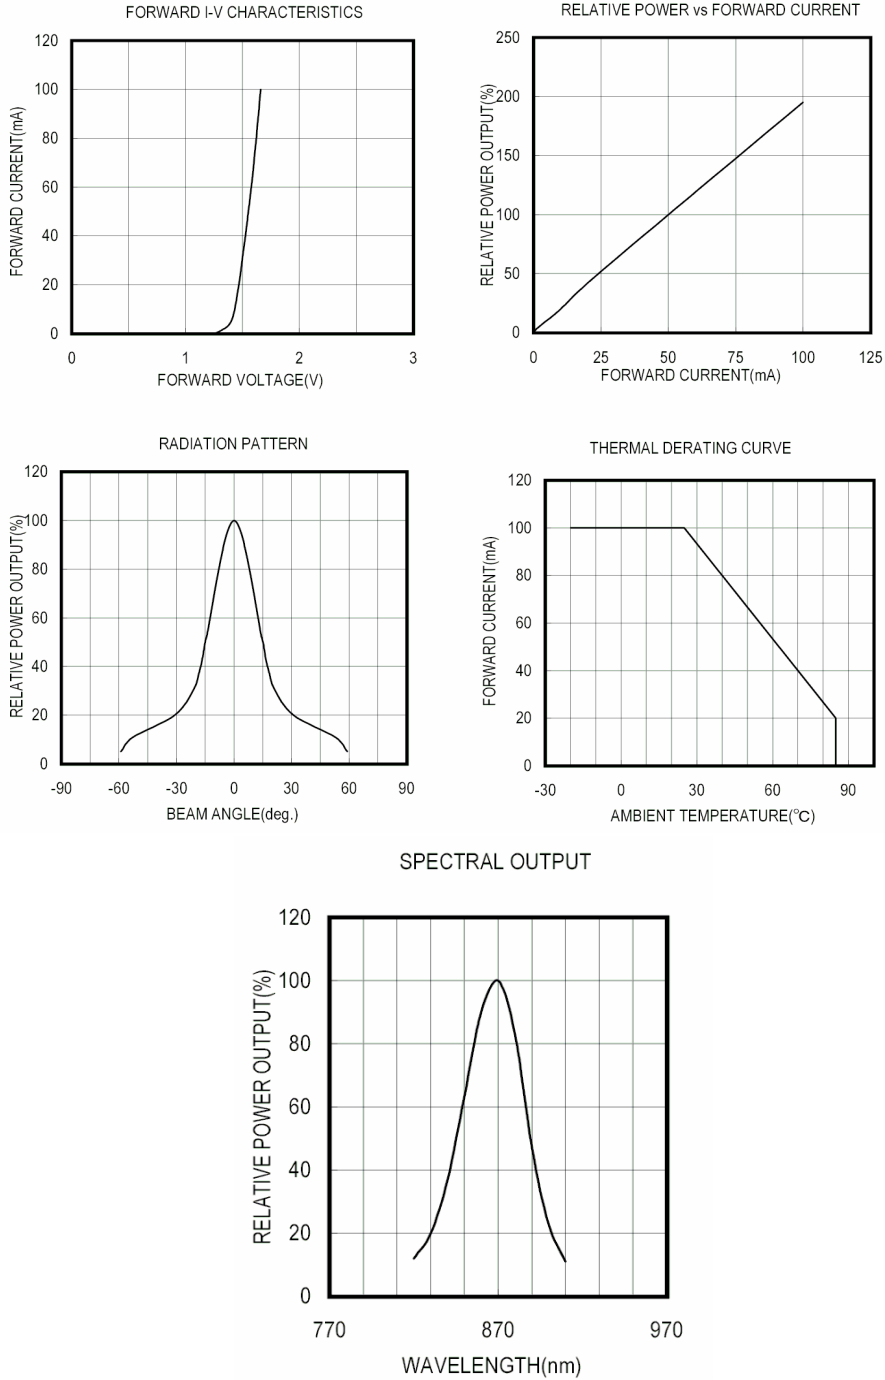 FORWARD I-V CHARACTERISTICS
120
100
80
60
40
20
0
FORWARD CURRENT(mA)
0 1 2 3
FORWARD VOLTAGE(V)
RELATIVE POWER vs FORWARD CURRENT
250
200
150
100
50
0
RELATIVE POWER OUTPUT(%)
0 25 50 75 100 125
FORWARD CURRENT(mA)
RADIATION PATTERN
120
100
80
60
40
20
0
RELATIVE POWER OUTPUT(%)
-90 -60 -30 0 30 60 90
BEAM ANGLE(deg.)
THERMAL DERATING CURVE
120
100
80
60
40
20
0
FORWARD CURRENT(mA)
-30 0 30 60 90
AMBIENT TEMPERATURE(°C)
SPECTRAL OUTPUT
120
100
80
60
40
20
0
RELATIVE POWER OUTPUT(%)
770 870 970
WAVELENGTH(nm)